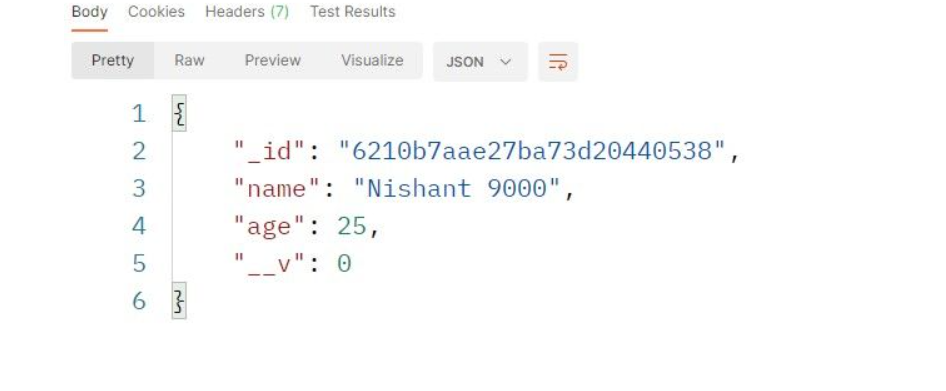 Body Cookies Headers (7) Test Results
Pretty Raw Preview Visualize JSON
1 {
2 "_id": "6210b7aae27ba73d20440538",
3 "name": "Nishant 9000",
4 "age": 25,
5 "__v": 0
6 }